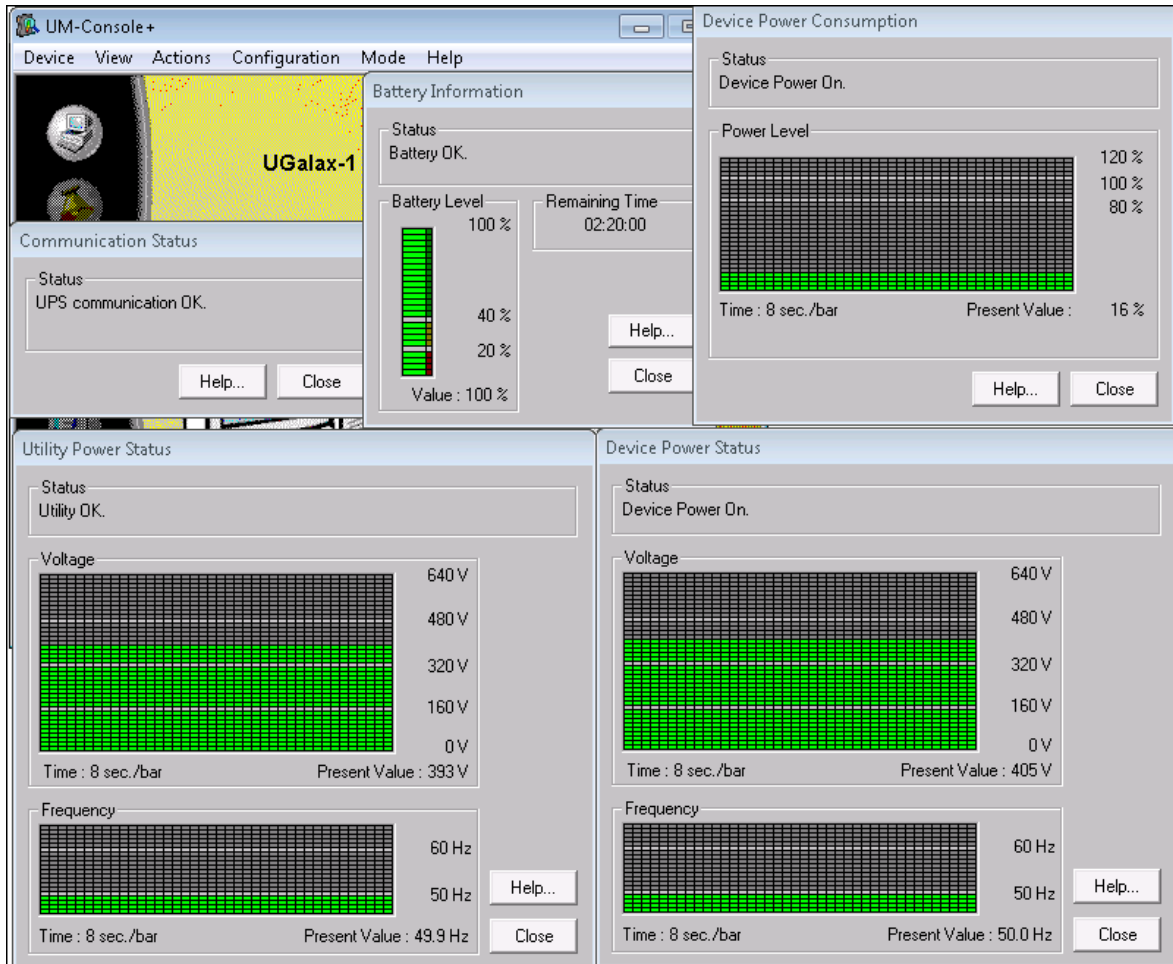 UM-Console+
Device View Actions Configuration Mode Help
UGalax-1
Communication Status
Status
UPS communication OK.
Help... Close
Battery Information
Status
Battery OK.
Battery Level
100 %
40 %
20 %
Value : 100 %
Remaining Time
02:20:00
Help...
Close
Device Power Consumption
Status
Device Power On.
Power Level
120 %
100 %
80 %
Time : 8 sec./bar Present Value : 16 %
Help... Close
Utility Power Status
Status
Utility OK.
Voltage
640 V
480 V
320 V
160 V
0 V
Time : 8 sec./bar Present Value : 393 V
Frequency
60 Hz
50 Hz
Time : 8 sec./bar Present Value : 49.9 Hz
Help...
Close
Device Power Status
Status
Device Power On.
Voltage
640 V
480 V
320 V
160 V
0 V
Time : 8 sec./bar Present Value : 405 V
Frequency
60 Hz
50 Hz
Time : 8 sec./bar Present Value : 50.0 Hz
Help...
Close